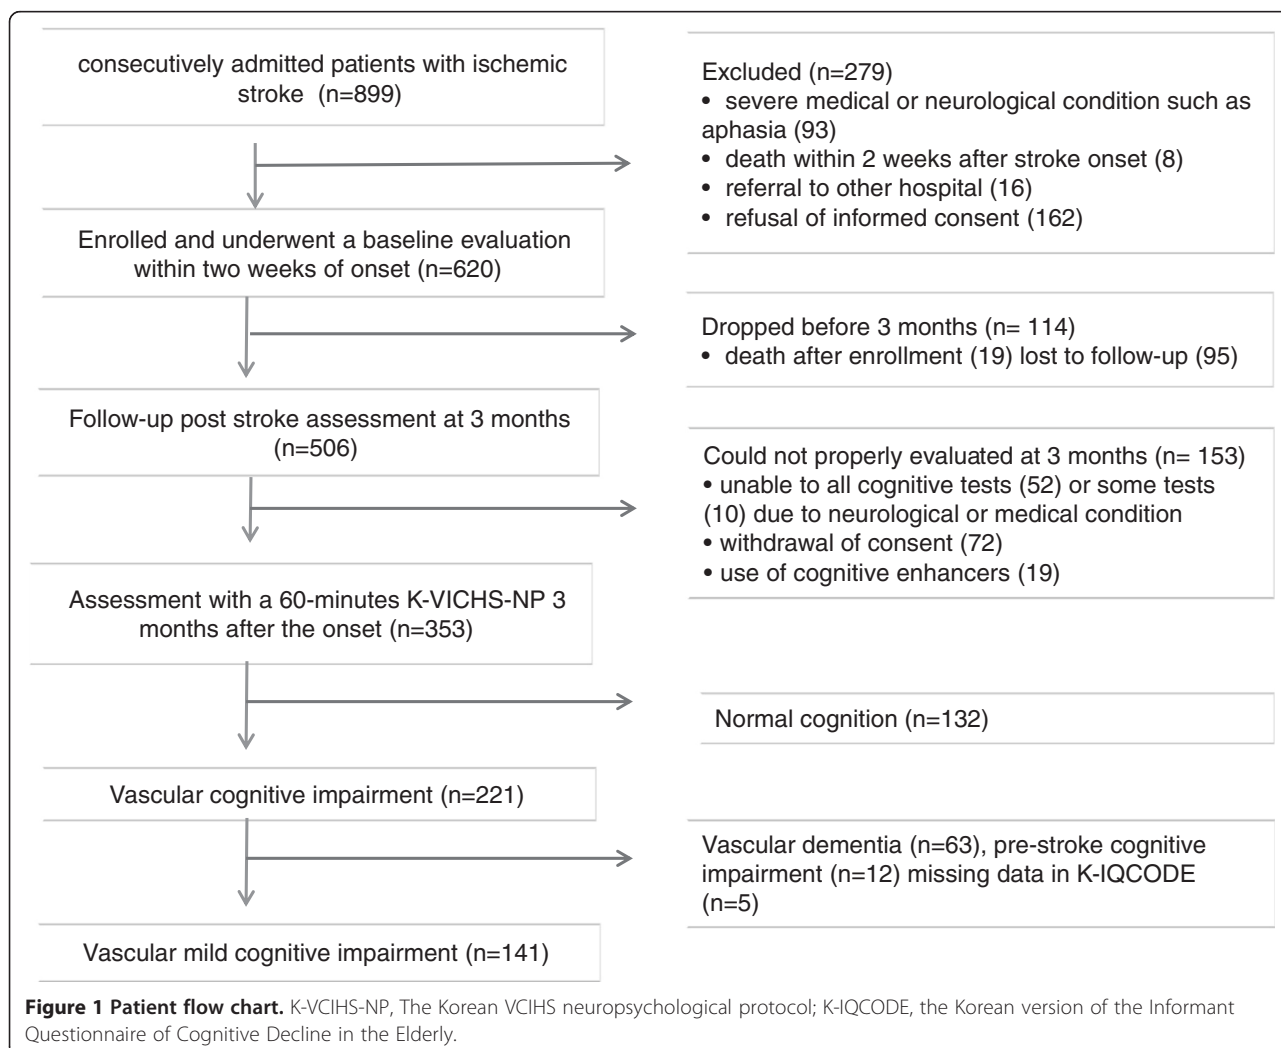 consecutively admitted patients with ischemic
stroke (n=899)
Excluded (n=279)
• severe medical or neurological condition such as
aphasia (93)
• death within 2 weeks after stroke onset (8)
• referral to other hospital (16)
• refusal of informed consent (162)
Enrolled and underwent a baseline evaluation
within two weeks of onset (n=620)
Dropped before 3 months (n= 114)
• death after enrollment (19) lost to follow-up (95)
Follow-up post stroke assessment at 3 months
(n=506)
Could not properly evaluated at 3 months (n= 153)
• unable to all cognitive tests (52) or some tests
(10) due to neurological or medical condition
• withdrawal of consent (72)
• use of cognitive enhancers (19)
Assessment with a 60-minutes K-VICHS-NP 3
months after the onset (n=353)
Normal cognition (n=132)
Vascular cognitive impairment (n=221)
Vascular dementia (n=63), pre-stroke cognitive
impairment (n=12) missing data in K-IQCODE
(n=5)
Vascular mild cognitive impairment (n=141)
Figure 1 Patient flow chart. K-VCIHS-NP, The Korean VCIHS neuropsychological protocol; K-IQCODE, the Korean version of the Informant
Questionnaire of Cognitive Decline in the Elderly.